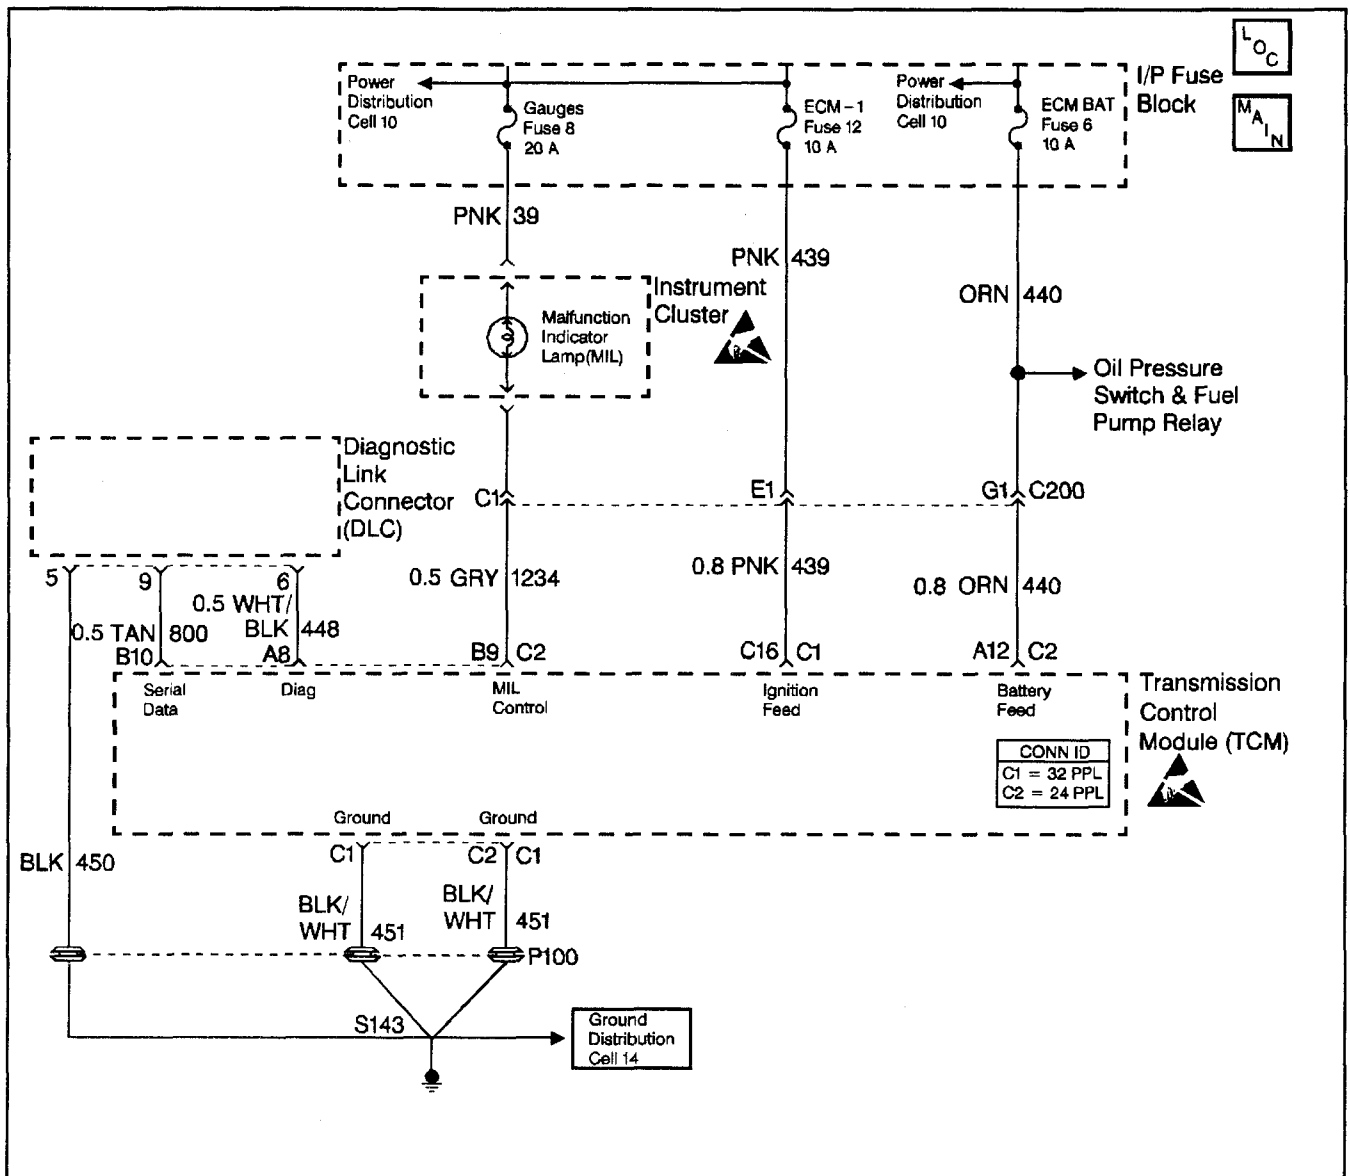 LOC
MAIN
I/P Fuse
Block
Power
Distribution
Cell 10
Gauges
Fuse 8
20 A
ECM-1
Fuse 12
10 A
Power
Distribution
Cell 10
ECM BAT
Fuse 6
10 A
PNK 39
PNK 439
ORN 440
Instrument
Cluster
Malfunction
Indicator
Lamp(MIL)
Oil Pressure
Switch & Fuel
Pump Relay
Diagnostic
Link
Connector
(DLC)
C1
E1
G1 C200
5
9
6
0.5 GRY 1234
0.8 PNK 439
0.8 ORN 440
0.5 TAN 800
0.5 WHT/
BLK 448
B10
A8
B9 C2
C16 C1
A12 C2
Serial
Data
Diag
MIL
Control
Ignition
Feed
Battery
Feed
Transmission
Control
Module (TCM)
CONN ID
C1 = 32 PPL
C2 = 24 PPL
Ground
Ground
C1
C2 C1
BLK 450
BLK/
WHT 451
BLK/
WHT 451
P100
S143
Ground
Distribution
Cell 14